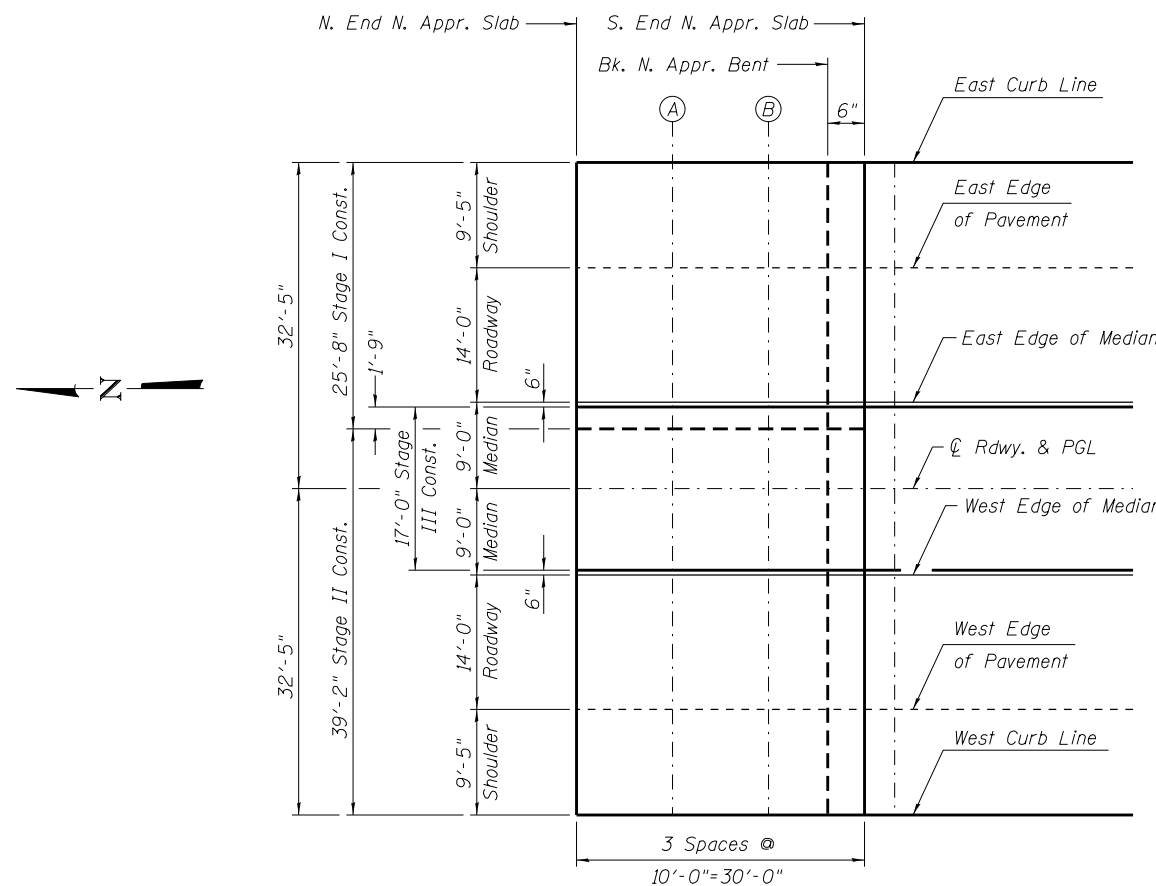 N. End N. Appr. Slab
S. End N. Appr. Slab
Bk. N. Appr. Bent
A
B
6"
East Curb Line
East Edge
of Pavement
East Edge of Median
℄ Rdwy. & PGL
West Edge of Median
West Edge
of Pavement
West Curb Line
N
32'-5"
32'-5"
25'-8" Stage I Const.
39'-2" Stage II Const.
1'-9"
17'-0" Stage
III Const.
9'-5"
Shoulder
14'-0"
Roadway
9'-0"
Median
9'-0"
Median
14'-0"
Roadway
9'-5"
Shoulder
6"
6"
3 Spaces @
10'-0"=30'-0"